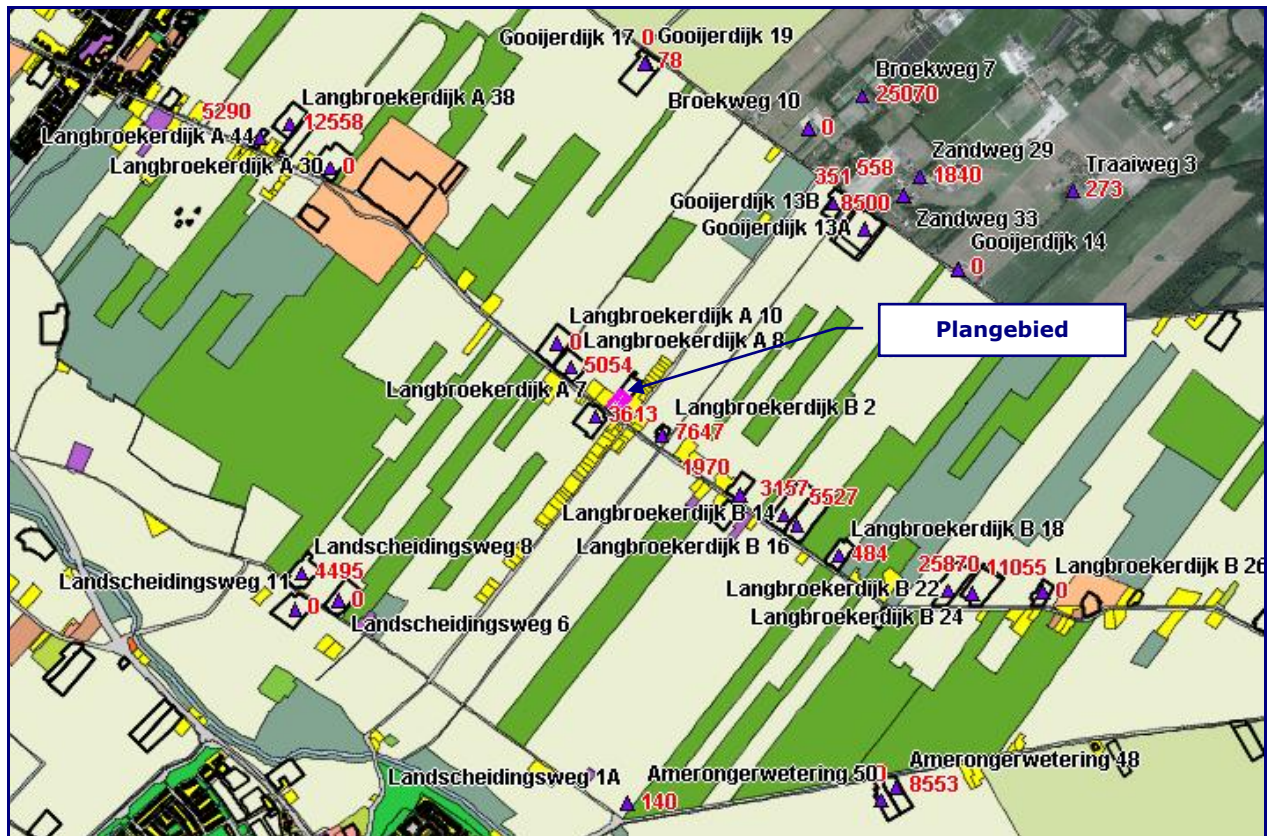 Gooijerdijk 17 0 Gooijerdijk 19
78
Broekweg 7
25070
Broekweg 10
0
Langbroekerdijk A 38
5290
12558
Langbroekerdijk A 44
Langbroekerdijk A 30 0
Zandweg 29
1840
Traaiweg 3
273
351 558
Gooijerdijk 13B 8500
Zandweg 33
Gooijerdijk 13A
Gooijerdijk 14
0
Langbroekerdijk A 10
0
Langbroekerdijk A 8
5054
Plangebied
Langbroekerdijk A 7
3613
Langbroekerdijk B 2
7647
1970
3157
5527
Langbroekerdijk B 14
Langbroekerdijk B 16
Langbroekerdijk B 18
484
Landscheidingsweg 8
4495
Landscheidingsweg 11
0
0
Landscheidingsweg 6
25870
11055
Langbroekerdijk B 26
0
Langbroekerdijk B 22
Langbroekerdijk B 24
Landscheidingsweg 1A
140
Amerongerwetering 50
Amerongerwetering 48
8553